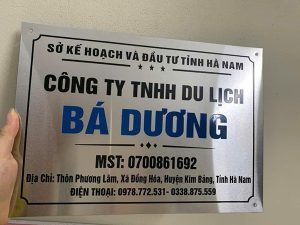 SỞ KẾ HOẠCH VÀ ĐẦU TƯ TỈNH HÀ NAM
CÔNG TY TNHH DU LỊCH
BÁ DƯƠNG
MST: 0700861692
Địa Chỉ: Thôn Phương Lâm, Xã Đồng Hóa, Huyện Kim Bảng, Tỉnh Hà Nam
ĐIỆN THOẠI: 0978.772.531- 0338.875.559